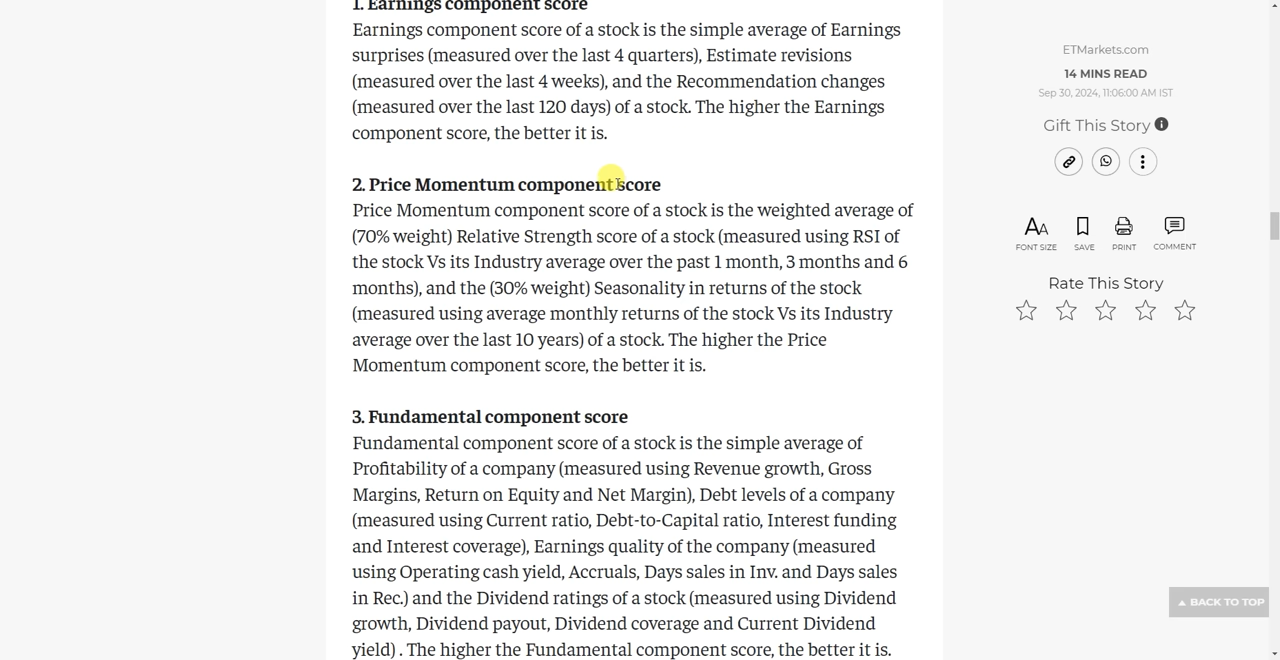 1. Earnings component score
Earnings component score of a stock is the simple average of Earnings
surprises (measured over the last 4 quarters), Estimate revisions
(measured over the last 4 weeks), and the Recommendation changes
(measured over the last 120 days) of a stock. The higher the Earnings
component score, the better it is.
2. Price Momentum component score
Price Momentum component score of a stock is the weighted average of
(70% weight) Relative Strength score of a stock (measured using RSI of
the stock Vs its Industry average over the past 1 month, 3 months and 6
months), and the (30% weight) Seasonality in returns of the stock
(measured using average monthly returns of the stock Vs its Industry
average over the last 10 years) of a stock. The higher the Price
Momentum component score, the better it is.
3. Fundamental component score
Fundamental component score of a stock is the simple average of
Profitability of a company (measured using Revenue growth, Gross
Margins, Return on Equity and Net Margin), Debt levels of a company
(measured using Current ratio, Debt-to-Capital ratio, Interest funding
and Interest coverage), Earnings quality of the company (measured
using Operating cash yield, Accruals, Days sales in Inv. and Days sales
in Rec.) and the Dividend ratings of a stock (measured using Dividend
growth, Dividend payout, Dividend coverage and Current Dividend
yield) . The higher the Fundamental component score, the better it is.
ETMarkets.com
14 MINS READ
Sep 30, 2024, 11:06:00 AM IST
Gift This Story
FONT SIZE
SAVE
PRINT
COMMENT
Rate This Story
BACK TO TOP